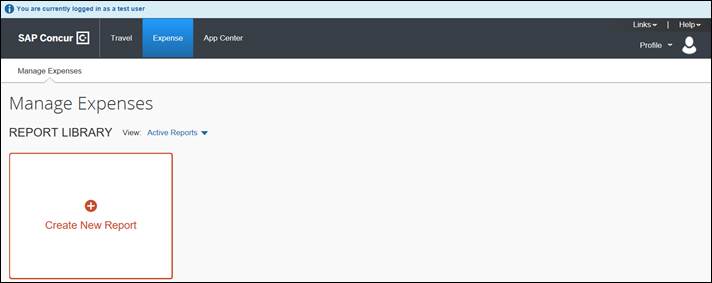 You are currently logged in as a test user
Links | Help
SAP Concur Travel Expense App Center
Profile
Manage Expenses
Manage Expenses
REPORT LIBRARY View: Active Reports
Create New Report